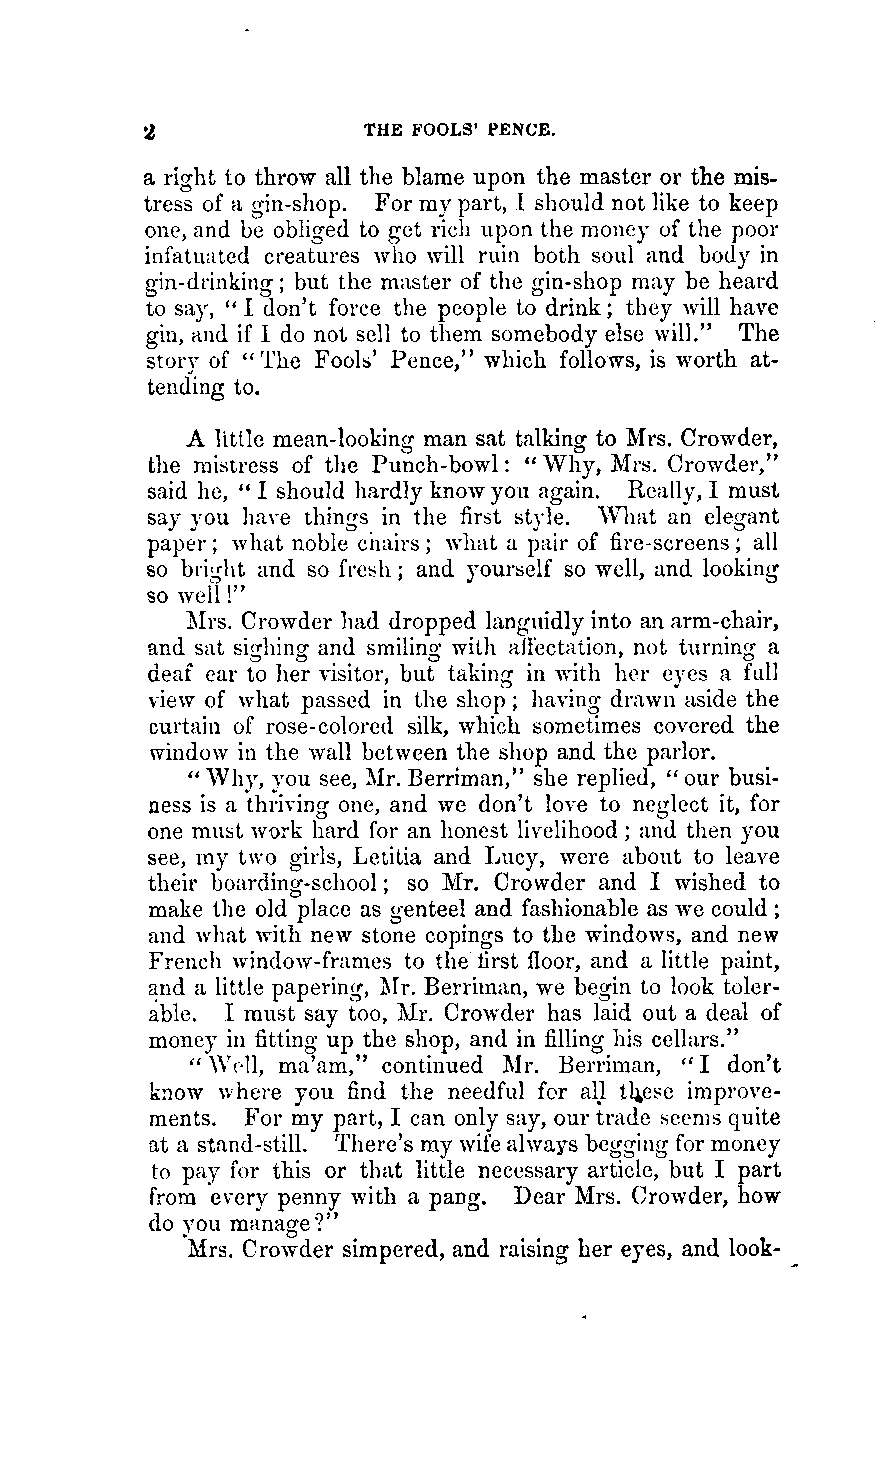 2 THE FOOLS' PENCE.
a right to throw all the blame upon the master or the mis-
tress of a gin-shop. For my part, I should not like to keep
one, and be obliged to get rich upon the money of the poor
infatuated creatures who will ruin both soul and body in
gin-drinking; but the master of the gin-shop may be heard
to say, "I don't force the people to drink; they will have
gin, and if I do not sell to them somebody else will." The
story of "The Fools' Pence," which follows, is worth at-
tending to.
A little mean-looking man sat talking to Mrs. Crowder,
the mistress of the Punch-bowl: "Why, Mrs. Crowder,"
said he, "I should hardly know you again. Really, I must
say you have things in the first style. What an elegant
paper; what noble chairs; what a pair of fire-screens; all
so bright and so fresh; and yourself so well, and looking
so well!"
Mrs. Crowder had dropped languidly into an arm-chair,
and sat sighing and smiling with affectation, not turning a
deaf ear to her visitor, but taking in with her eyes a full
view of what passed in the shop; having drawn aside the
curtain of rose-colored silk, which sometimes covered the
window in the wall between the shop and the parlor.
"Why, you see, Mr. Berriman," she replied, "our busi-
ness is a thriving one, and we don't love to neglect it, for
one must work hard for an honest livelihood; and then you
see, my two girls, Letitia and Lucy, were about to leave
their boarding-school; so Mr. Crowder and I wished to
make the old place as genteel and fashionable as we could;
and what with new stone copings to the windows, and new
French window-frames to the first floor, and a little paint,
and a little papering, Mr. Berriman, we begin to look toler-
able. I must say too, Mr. Crowder has laid out a deal of
money in fitting up the shop, and in filling his cellars."
"Well, ma'am," continued Mr. Berriman, "I don't
know where you find the needful for all these improve-
ments. For my part, I can only say, our trade seems quite
at a stand-still. There's my wife always begging for money
to pay for this or that little necessary article, but I part
from every penny with a pang. Dear Mrs. Crowder, how
do you manage?"
Mrs. Crowder simpered, and raising her eyes, and look-